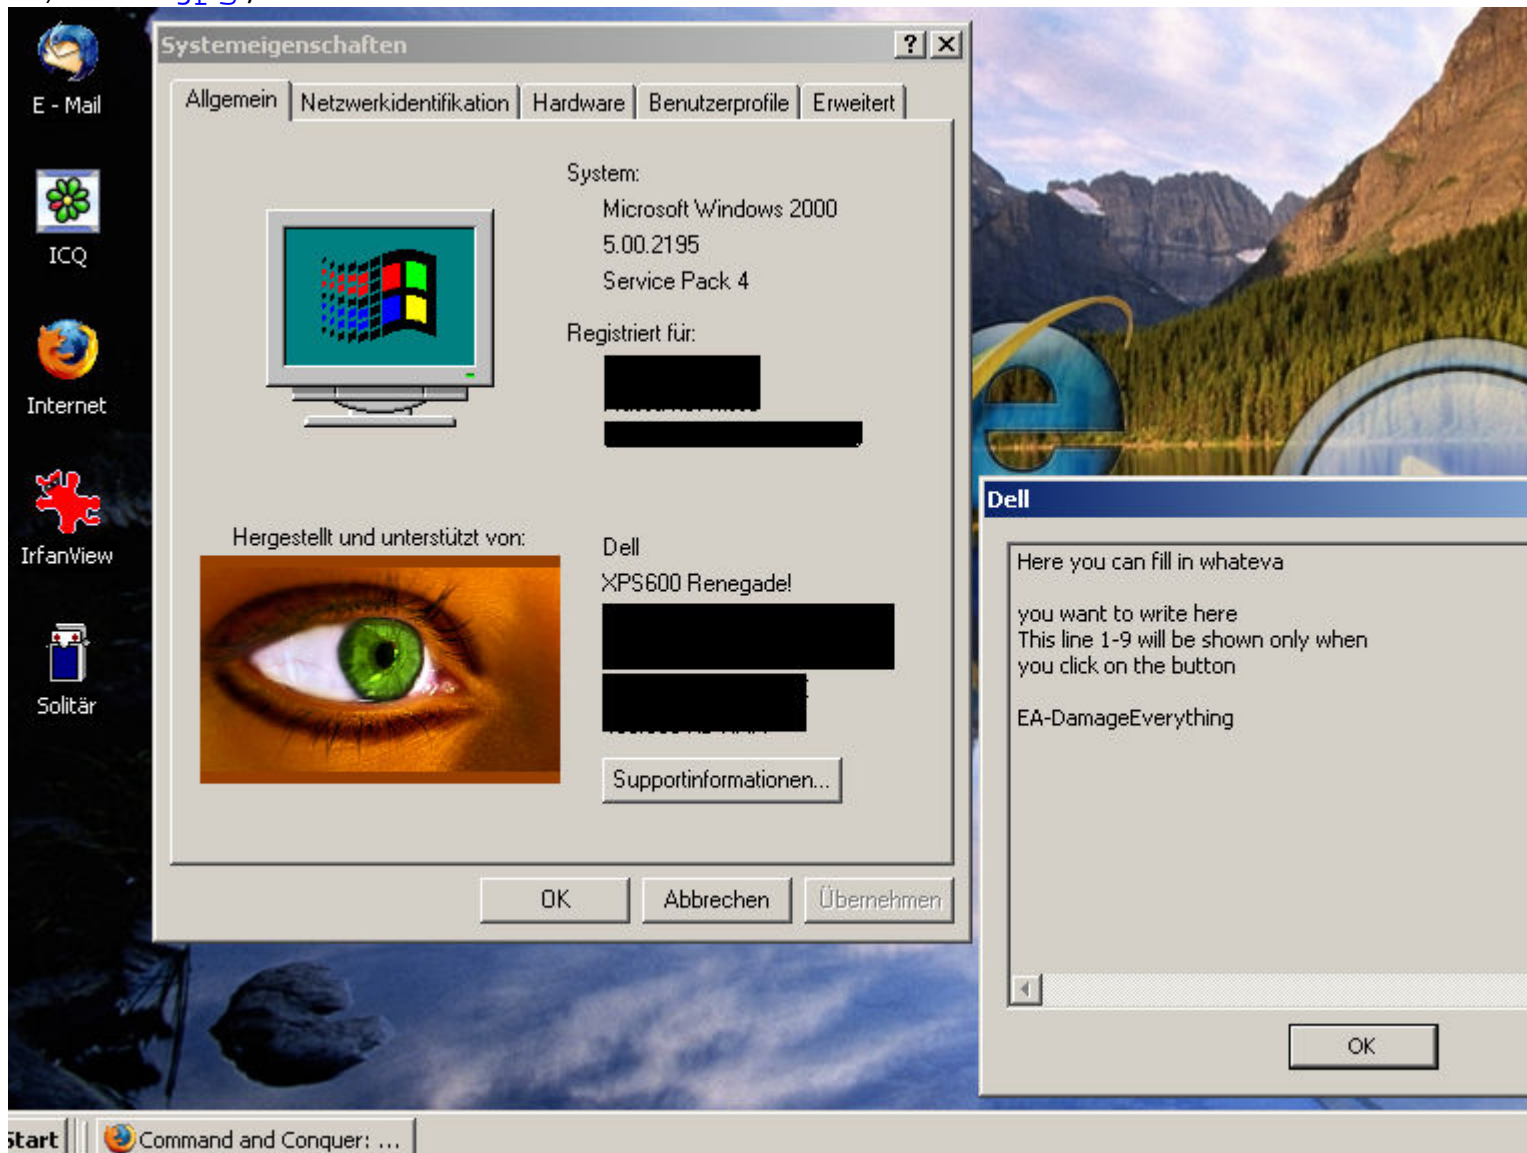 E - Mail
ICQ
Internet
IrfanView
Solitär
Systemeigenschaften
Allgemein
Netzwerkidentifikation
Hardware
Benutzerprofile
Erweitert
System:
Microsoft Windows 2000
5.00.2195
Service Pack 4
Registriert für:
Hergestellt und unterstützt von:
Dell
XPS600 Renegade!
Supportinformationen...
OK
Abbrechen
Übernehmen
Dell
Here you can fill in whateva
you want to write here
This line 1-9 will be shown only when
you click on the button
EA-DamageEverything
OK
Start
Command and Conquer: ...